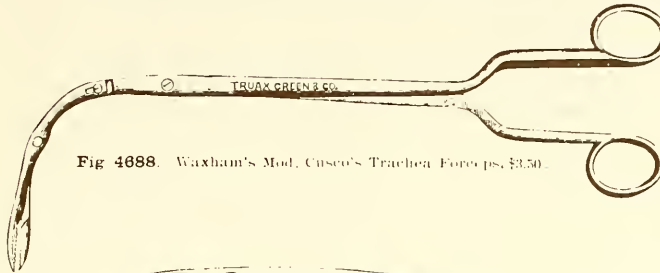 TRUAX GREEN & CO.
Fig 4688. Waxham's Mod. Cusco's Trachea Forceps, $3.50.